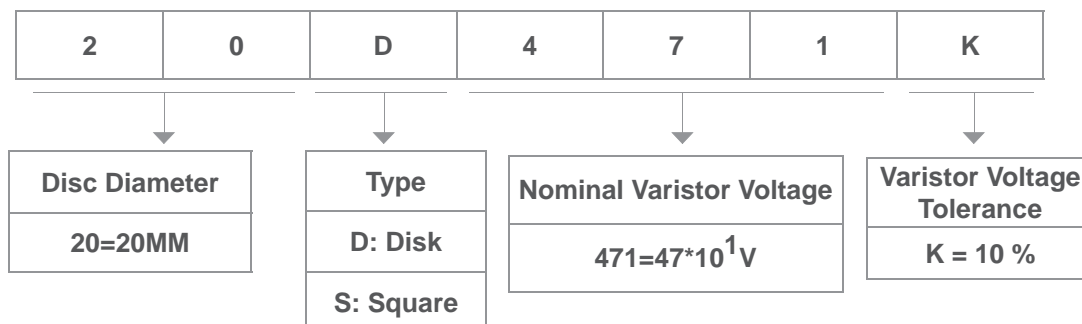 2 0 D 4 7 1 K
Disc Diameter
20=20MM
Type
D: Disk
S: Square
Nominal Varistor Voltage
471=47*10¹V
Varistor Voltage
Tolerance
K = 10 %